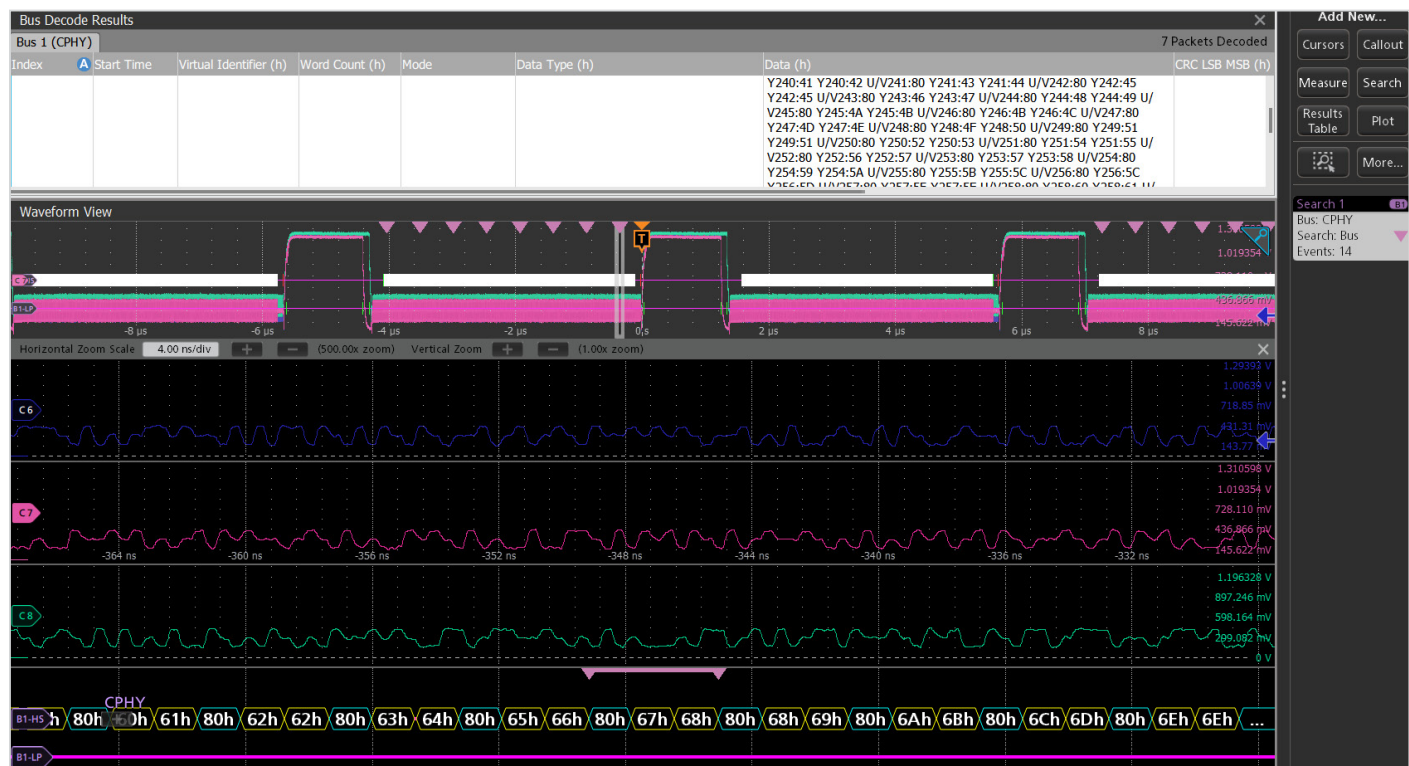 Bus Decode Results
Add New...
Bus 1 (CPHY)
7 Packets Decoded
Cursors
Callout
Index
A
Start Time
Virtual Identifier (h)
Word Count (h)
Mode
Data Type (h)
Data (h)
CRC LSB MSB (h)
Y240:41 Y240:42 U/V241:80 Y241:43 Y241:44 U/V242:80 Y242:45
Y242:45 U/V243:80 Y243:46 Y243:47 U/V244:80 Y244:48 Y244:49 U/
V245:80 Y245:4A Y245:4B U/V246:80 Y246:4B Y246:4C U/V247:80
Y247:4D Y247:4E U/V248:80 Y248:4F Y248:50 U/V249:80 Y249:51
Y249:51 U/V250:80 Y250:52 Y250:53 U/V251:80 Y251:54 Y251:55 U/
V252:80 Y252:56 Y252:57 U/V253:80 Y253:57 Y253:58 U/V254:80
Y254:59 Y254:5A U/V255:80 Y255:5B Y255:5C U/V256:80 Y256:5C
Measure
Search
Results Table
Plot
More...
Search 1
B1
Bus: CPHY
Search: Bus
Events: 14
Waveform View
T
1.019354
436.866 mV
145.622 mV
C 7
B1-LP
-8 µs
-6 µs
-4 µs
-2 µs
0 s
2 µs
4 µs
6 µs
8 µs
Horizontal Zoom Scale
4.00 ns/div
+
−
(500.00x zoom)
Vertical Zoom
+
−
(1.00x zoom)
1.29393 V
1.00639 V
C 6
718.85 mV
431.31 mV
143.77
1.310598 V
1.019354 V
C 7
728.110 mV
436.866 mV
145.622 mV
-364 ns
-360 ns
-356 ns
-352 ns
-348 ns
-344 ns
-340 ns
-336 ns
-332 ns
1.196328 V
897.246 mV
C 8
598.164 mV
299.082 mV
0 V
CPHY
B1-HS
h
80h
60h
61h
80h
62h
62h
80h
63h
64h
80h
65h
66h
80h
67h
68h
80h
68h
69h
80h
6Ah
6Bh
80h
6Ch
6Dh
80h
6Eh
6Eh
...
B1-LP